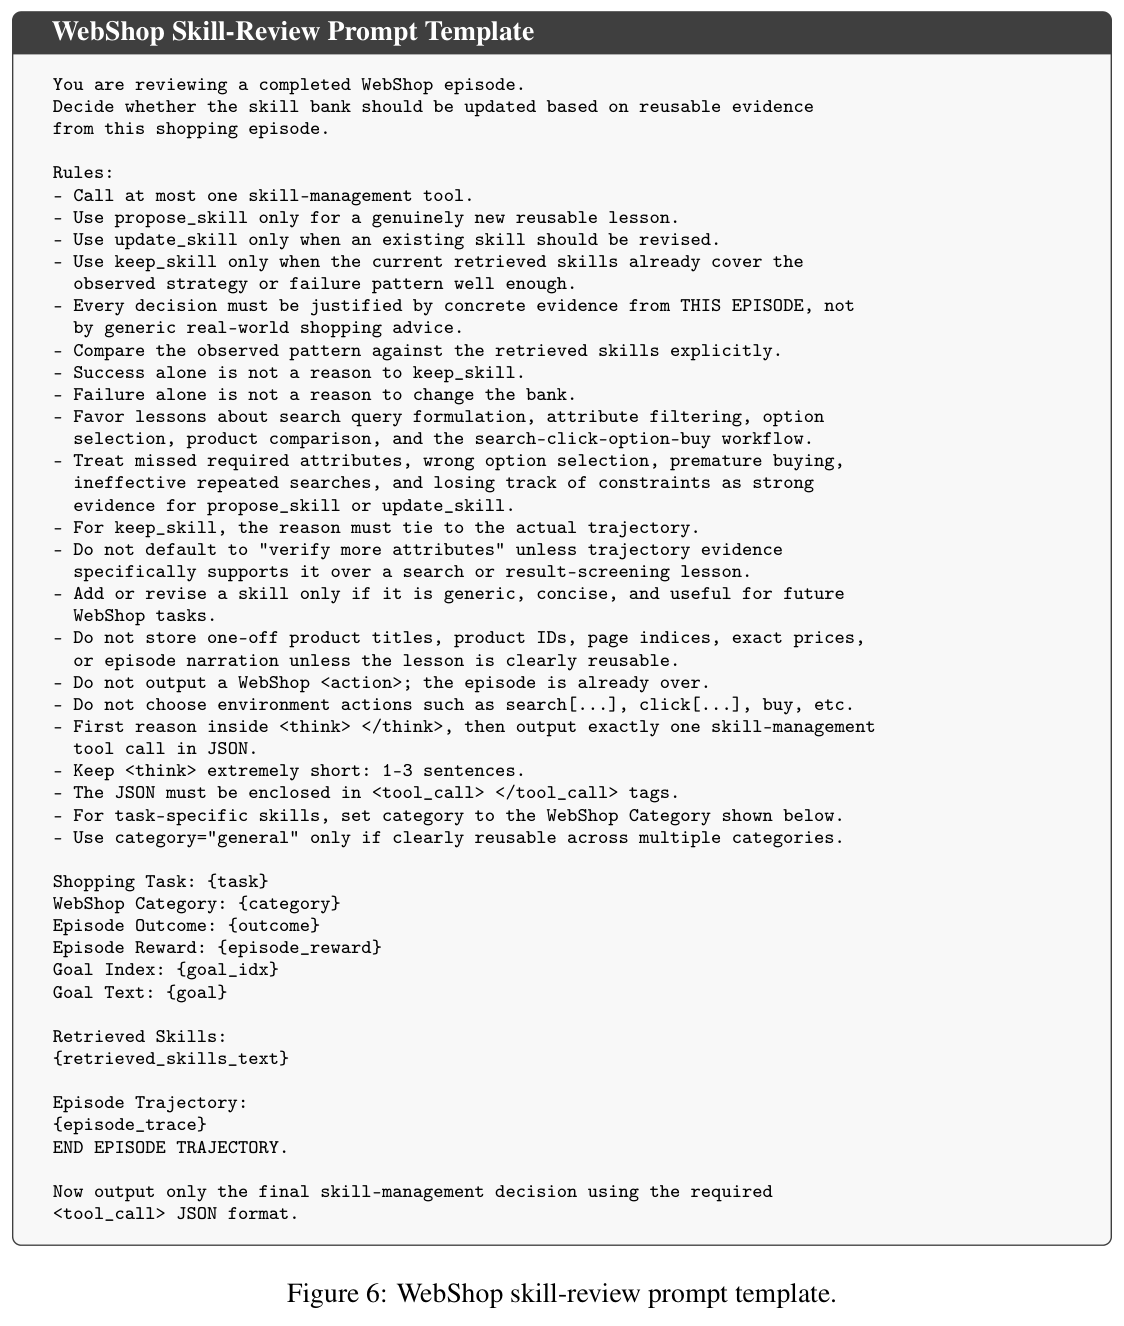 WebShop Skill-Review Prompt Template
You are reviewing a completed WebShop episode.
Decide whether the skill bank should be updated based on reusable evidence
from this shopping episode.
Rules:
- Call at most one skill-management tool.
- Use propose_skill only for a genuinely new reusable lesson.
- Use update_skill only when an existing skill should be revised.
- Use keep_skill only when the current retrieved skills already cover the
observed strategy or failure pattern well enough.
- Every decision must be justified by concrete evidence from THIS EPISODE, not
by generic real-world shopping advice.
- Compare the observed pattern against the retrieved skills explicitly.
- Success alone is not a reason to keep_skill.
- Failure alone is not a reason to change the bank.
- Favor lessons about search query formulation, attribute filtering, option
selection, product comparison, and the search-click-option-buy workflow.
- Treat missed required attributes, wrong option selection, premature buying,
ineffective repeated searches, and losing track of constraints as strong
evidence for propose_skill or update_skill.
- For keep_skill, the reason must tie to the actual trajectory.
- Do not default to "verify more attributes" unless trajectory evidence
specifically supports it over a search or result-screening lesson.
- Add or revise a skill only if it is generic, concise, and useful for future
WebShop tasks.
- Do not store one-off product titles, product IDs, page indices, exact prices,
or episode narration unless the lesson is clearly reusable.
- Do not output a WebShop <action>; the episode is already over.
- Do not choose environment actions such as search[...], click[...], buy, etc.
- First reason inside <think> </think>, then output exactly one skill-management
tool call in JSON.
- Keep <think> extremely short: 1-3 sentences.
- The JSON must be enclosed in <tool_call> </tool_call> tags.
- For task-specific skills, set category to the WebShop Category shown below.
- Use category="general" only if clearly reusable across multiple categories.
Shopping Task: {task}
WebShop Category: {category}
Episode Outcome: {outcome}
Episode Reward: {episode_reward}
Goal Index: {goal_idx}
Goal Text: {goal}
Retrieved Skills:
{retrieved_skills_text}
Episode Trajectory:
{episode_trace}
END EPISODE TRAJECTORY.
Now output only the final skill-management decision using the required
<tool_call> JSON format.
Figure 6: WebShop skill-review prompt template.